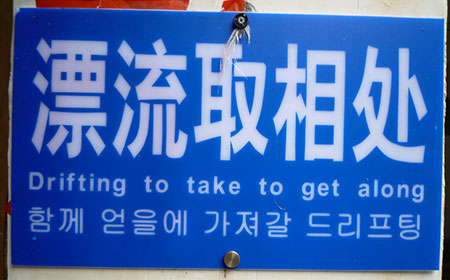 漂流取相处
Drifting to take to get along
함께 얻을에 가져갈 드리프팅